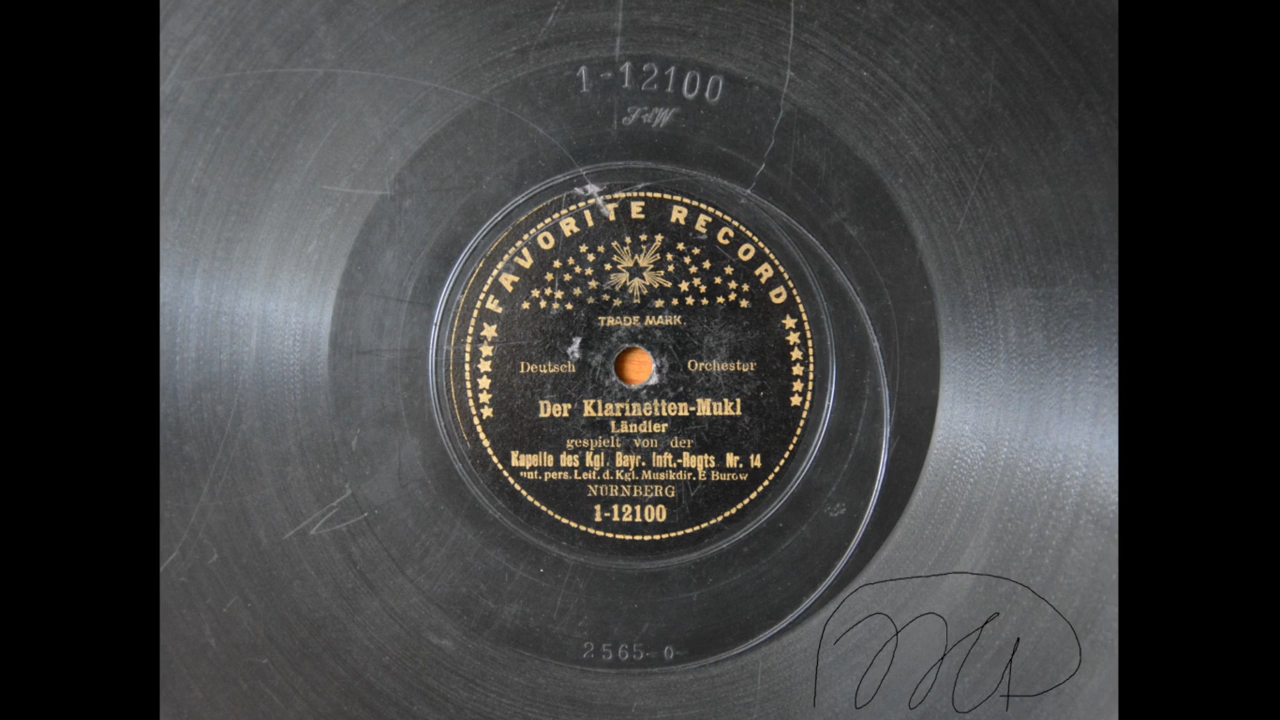 1-12100
FAVORITE RECORD
TRADE MARK.
Deutsch Orchester
Der Klarinetten-Mukl
Ländler
gespielt von der
Kapelle des Kgl. Bayr. Inft.-Regts. Nr. 14
unt. pers. Leit. d. Kgl. Musikdir. E Burow
NÜRNBERG
1-12100
2565-0-